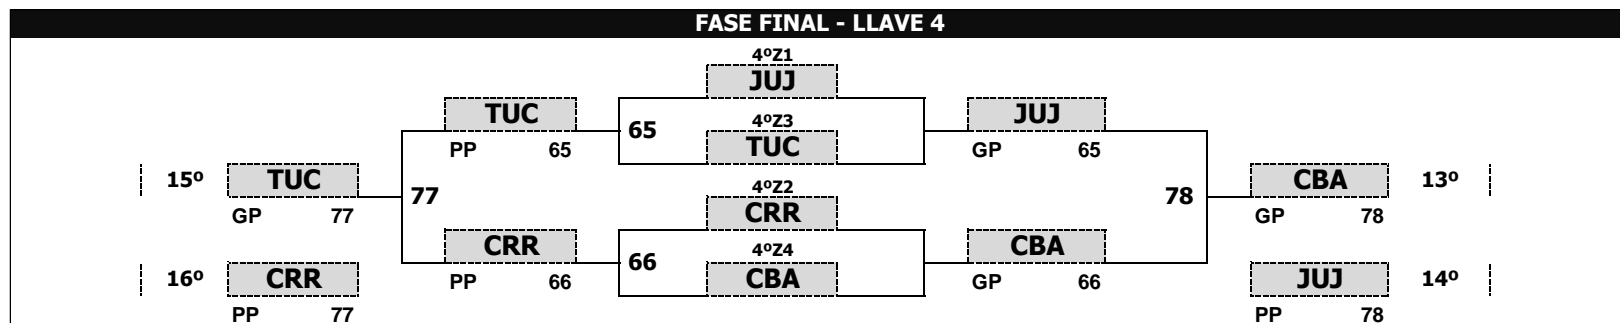 FASE FINAL - LLAVE 4
4ºZ1
JUJ
TUC 65 4ºZ3 JUJ
PP 65 TUC GP 65
15º TUC 77 4ºZ2 78 CBA 13º
GP 77 CRR GP 78
CRR 66 4ºZ4 CBA
16º CRR PP 66 CBA GP 66 JUJ 14º
PP 77 PP 78